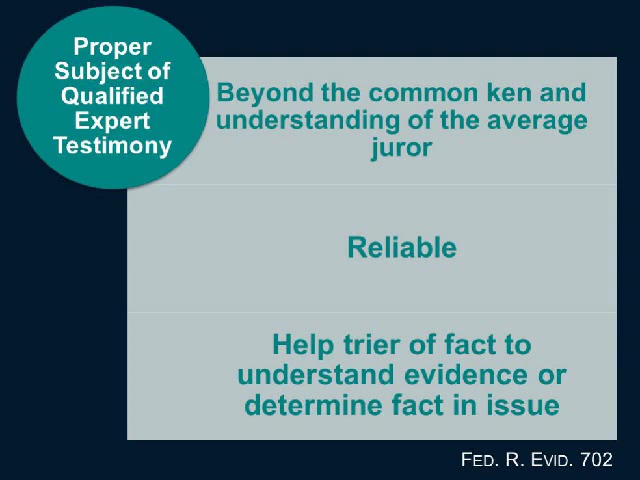 Proper
Subject of
Qualified
Expert
Testimony
Beyond the common ken and
understanding of the average
juror
Reliable
Help trier of fact to
understand evidence or
determine fact in issue
FED. R. EVID. 702